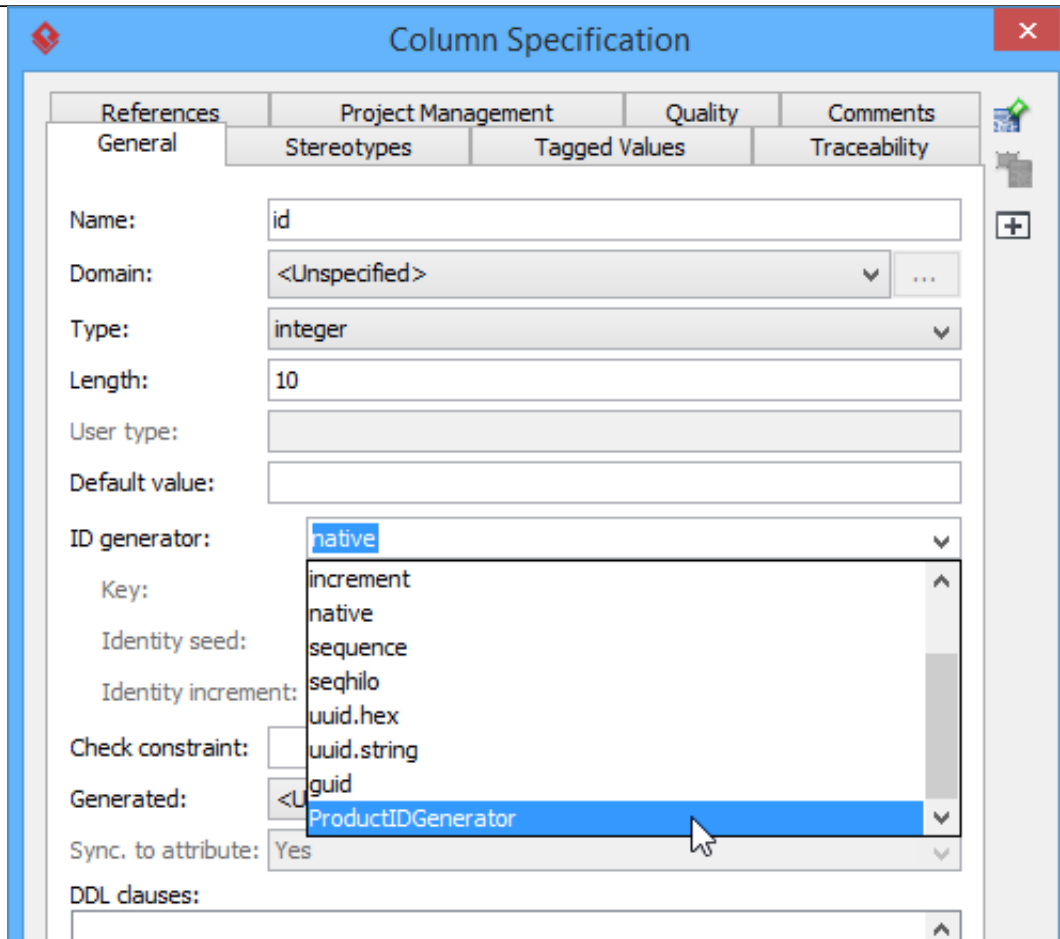 Column Specification
References Project Management Quality Comments
General Stereotypes Tagged Values Traceability
Name: id
Domain: <Unspecified> ...
Type: integer
Length: 10
User type:
Default value:
ID generator: native
increment
Key:
native
Identity seed:
sequence
seqhilo
Identity increment:
uuid.hex
Check constraint:
uuid.string
guid
Generated: <U
ProductIDGenerator
Sync. to attribute: Yes
DDL clauses: